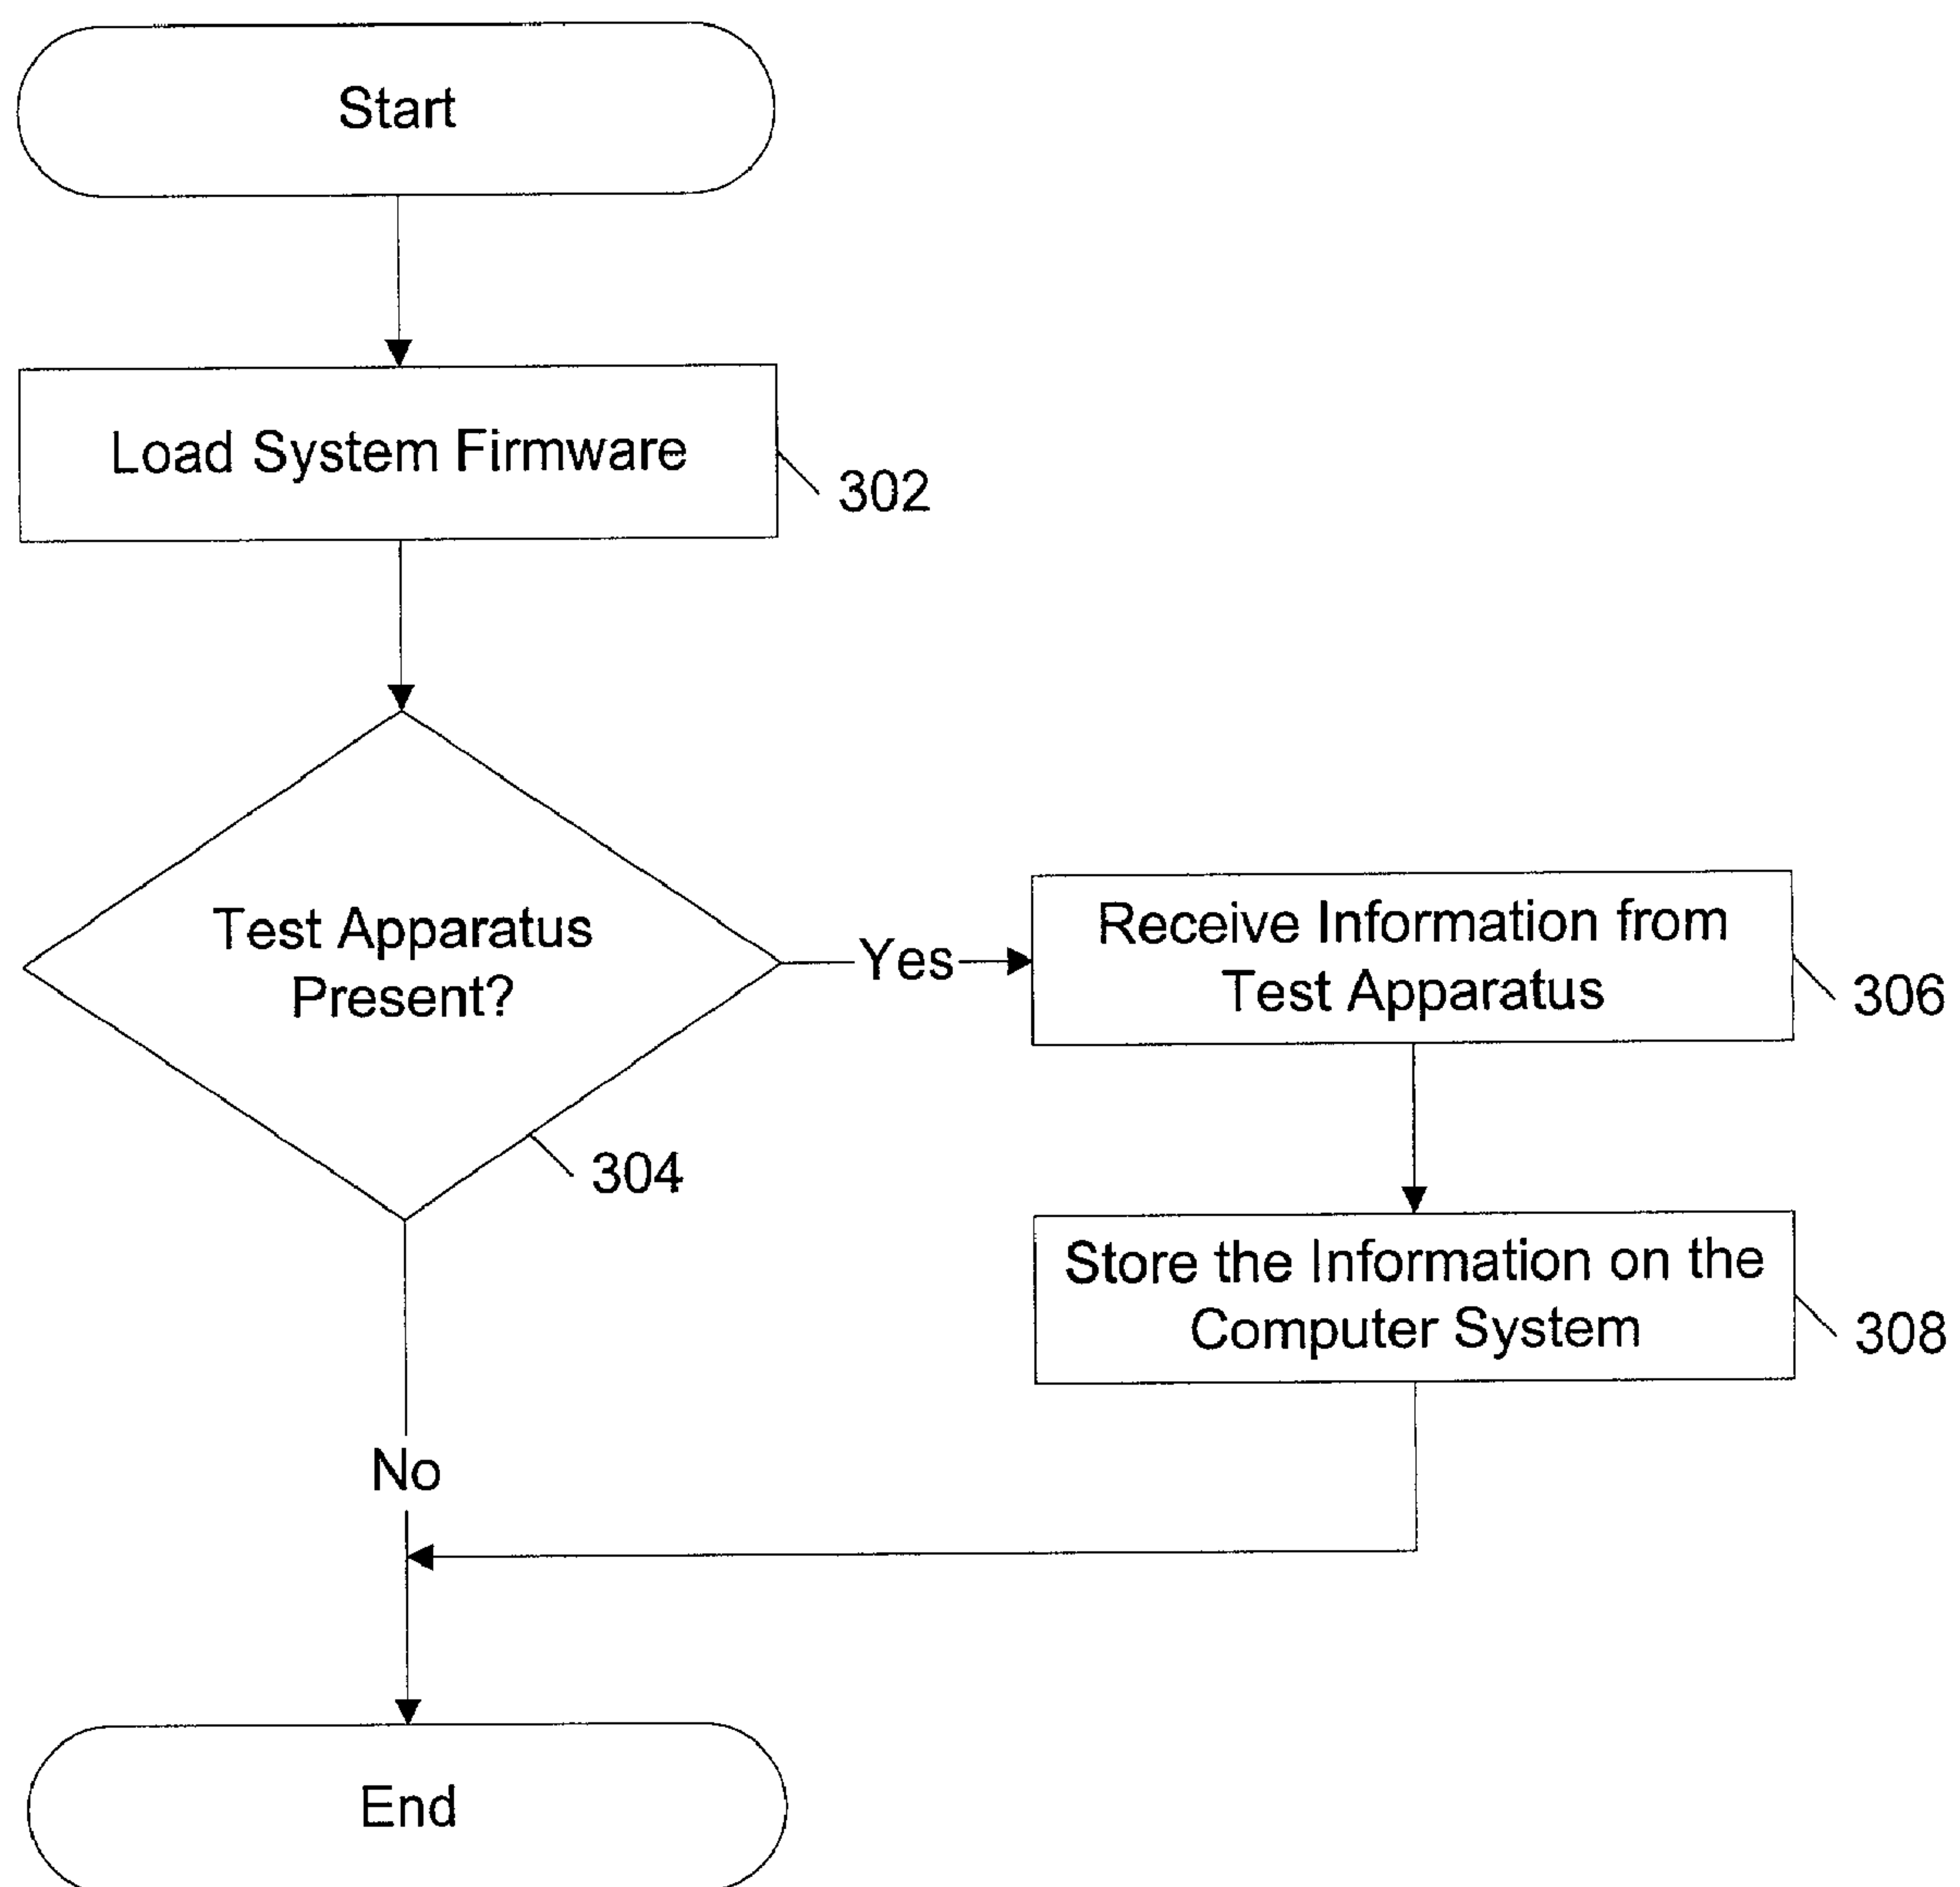 Start
Load System Firmware
302
Test Apparatus
Present?
304
Yes
Receive Information from
Test Apparatus
306
Store the Information on the
Computer System
308
No
End